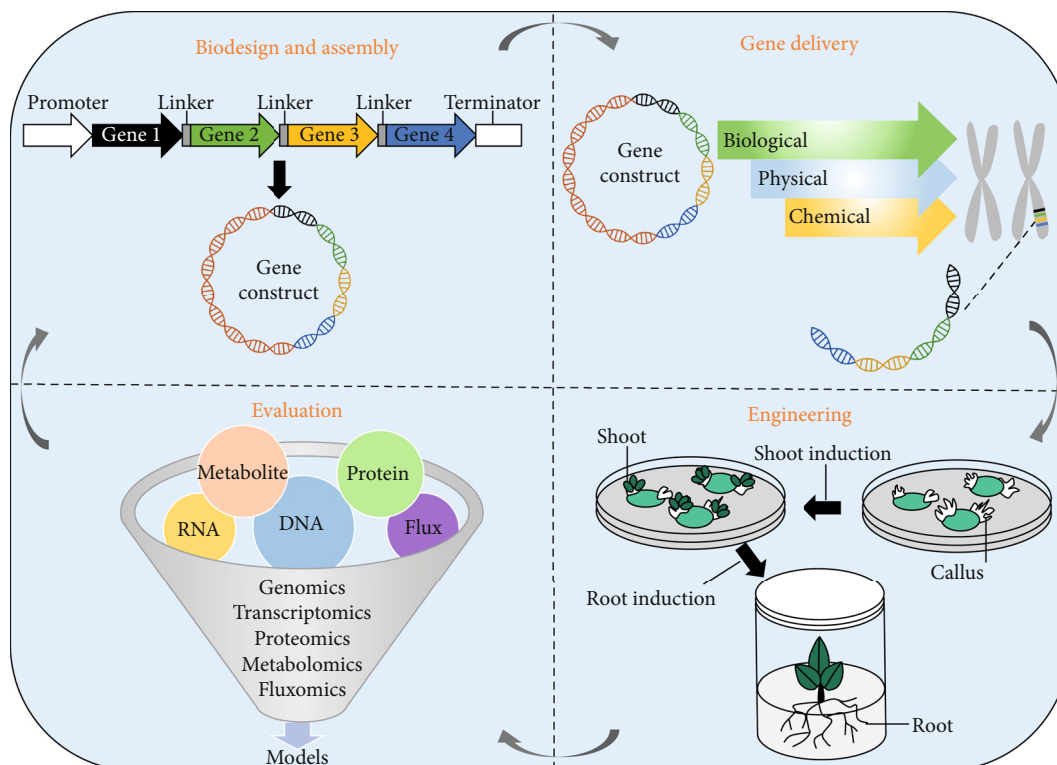 Biodesign and assembly
Promoter Linker Linker Linker Terminator
Gene 1 Gene 2 Gene 3 Gene 4
Gene
construct
Gene delivery
Gene
construct
Biological
Physical
Chemical
Evaluation
Metabolite
Protein
RNA
DNA
Flux
Genomics
Transcriptomics
Proteomics
Metabolomics
Fluxomics
Models
Engineering
Shoot
Shoot induction
Callus
Root induction
Root